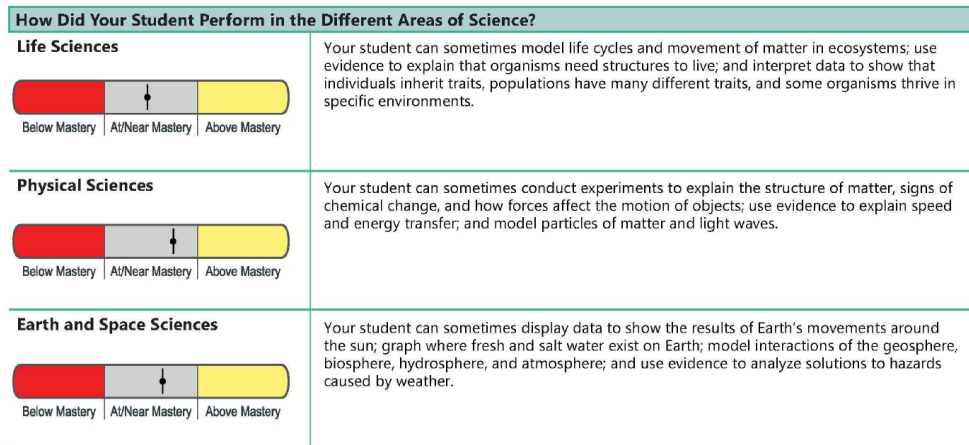 How Did Your Student Perform in the Different Areas of Science?
Life Sciences
Below Mastery At/Near Mastery Above Mastery
Your student can sometimes model life cycles and movement of matter in ecosystems; use
evidence to explain that organisms need structures to live; and interpret data to show that
individuals inherit traits, populations have many different traits, and some organisms thrive in
specific environments.
Physical Sciences
Below Mastery At/Near Mastery Above Mastery
Your student can sometimes conduct experiments to explain the structure of matter, signs of
chemical change, and how forces affect the motion of objects; use evidence to explain speed
and energy transfer; and model particles of matter and light waves.
Earth and Space Sciences
Below Mastery At/Near Mastery Above Mastery
Your student can sometimes display data to show the results of Earth's movements around
the sun; graph where fresh and salt water exist on Earth; model interactions of the geosphere,
biosphere, hydrosphere, and atmosphere; and use evidence to analyze solutions to hazards
caused by weather.